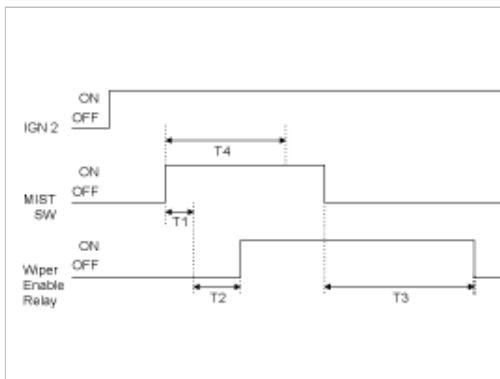 ON
OFF
IGN 2
T4
ON
OFF
MIST
SW
T1
ON
OFF
Wiper
Enable
Relay
T2
T3